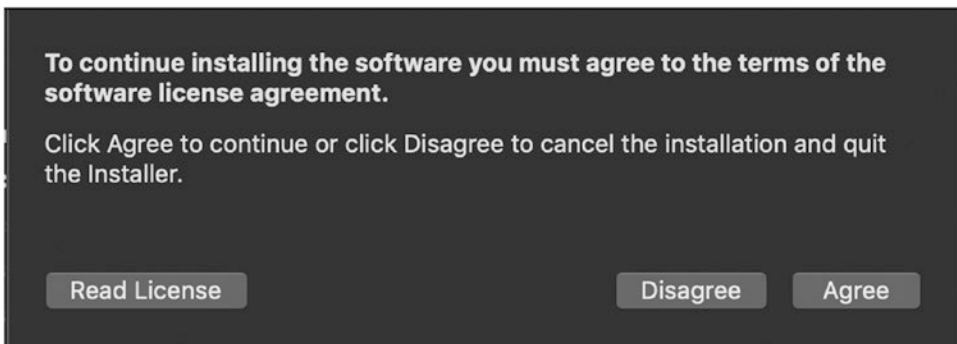 To continue installing the software you must agree to the terms of the
software license agreement.
Click Agree to continue or click Disagree to cancel the installation and quit
the Installer.
Read License
Disagree
Agree